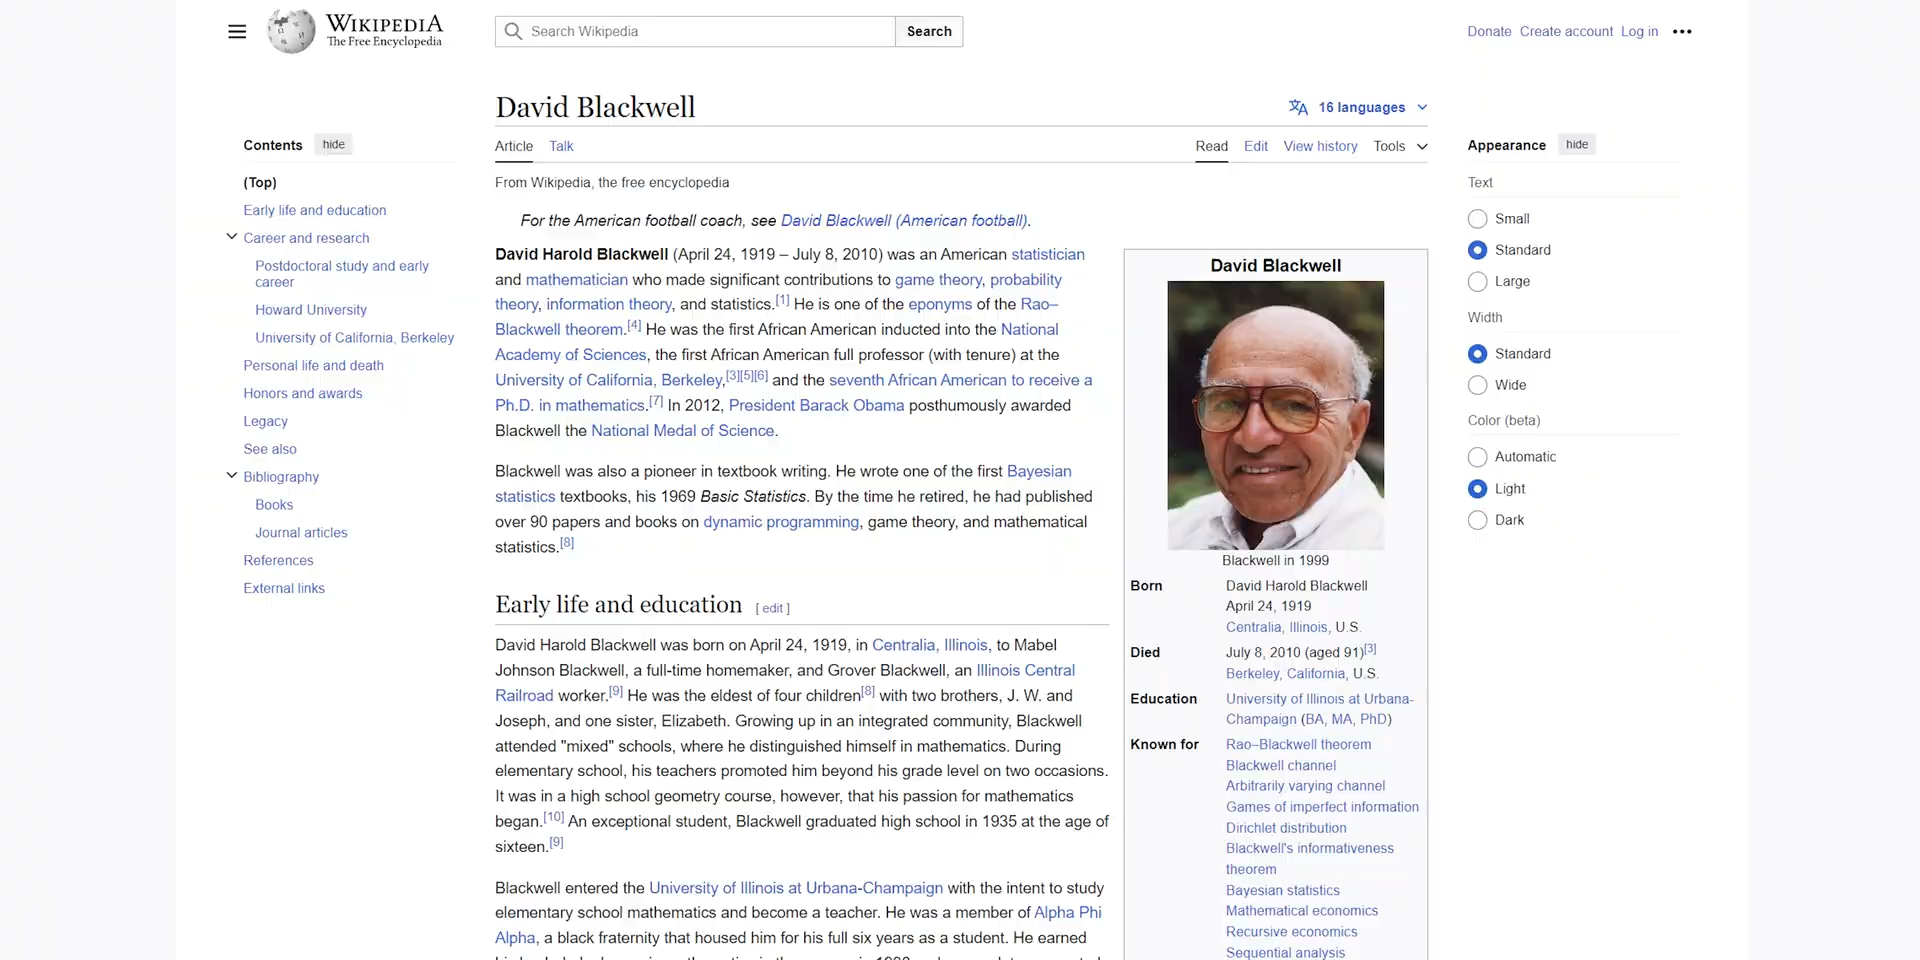 WIKIPEDIA
The Free Encyclopedia
Search Wikipedia
Search
Donate Create account Log in
Contents hide
(Top)
Early life and education
Career and research
Postdoctoral study and early
career
Howard University
University of California, Berkeley
Personal life and death
Honors and awards
Legacy
See also
Bibliography
Books
Journal articles
References
External links
David Blackwell
16 languages
Article Talk
Read Edit View history Tools
From Wikipedia, the free encyclopedia
For the American football coach, see David Blackwell (American football).
David Harold Blackwell (April 24, 1919 – July 8, 2010) was an American statistician
and mathematician who made significant contributions to game theory, probability
theory, information theory, and statistics.[1] He is one of the eponyms of the Rao–
Blackwell theorem.[4] He was the first African American inducted into the National
Academy of Sciences, the first African American full professor (with tenure) at the
University of California, Berkeley,[3][5][6] and the seventh African American to receive a
Ph.D. in mathematics.[7] In 2012, President Barack Obama posthumously awarded
Blackwell the National Medal of Science.
Blackwell was also a pioneer in textbook writing. He wrote one of the first Bayesian
statistics textbooks, his 1969 Basic Statistics. By the time he retired, he had published
over 90 papers and books on dynamic programming, game theory, and mathematical
statistics.[8]
Early life and education [ edit ]
David Harold Blackwell was born on April 24, 1919, in Centralia, Illinois, to Mabel
Johnson Blackwell, a full-time homemaker, and Grover Blackwell, an Illinois Central
Railroad worker.[9] He was the eldest of four children[8] with two brothers, J. W. and
Joseph, and one sister, Elizabeth. Growing up in an integrated community, Blackwell
attended "mixed" schools, where he distinguished himself in mathematics. During
elementary school, his teachers promoted him beyond his grade level on two occasions.
It was in a high school geometry course, however, that his passion for mathematics
began.[10] An exceptional student, Blackwell graduated high school in 1935 at the age of
sixteen.[9]
Blackwell entered the University of Illinois at Urbana-Champaign with the intent to study
elementary school mathematics and become a teacher. He was a member of Alpha Phi
Alpha, a black fraternity that housed him for his full six years as a student. He earned
David Blackwell
Blackwell in 1999
Born David Harold Blackwell
April 24, 1919
Centralia, Illinois, U.S.
Died July 8, 2010 (aged 91)[3]
Berkeley, California, U.S.
Education University of Illinois at Urbana-
Champaign (BA, MA, PhD)
Known for Rao–Blackwell theorem
Blackwell channel
Arbitrarily varying channel
Games of imperfect information
Dirichlet distribution
Blackwell's informativeness
theorem
Bayesian statistics
Mathematical economics
Recursive economics
Sequential analysis
Appearance hide
Text
Small
Standard
Large
Width
Standard
Wide
Color (beta)
Automatic
Light
Dark